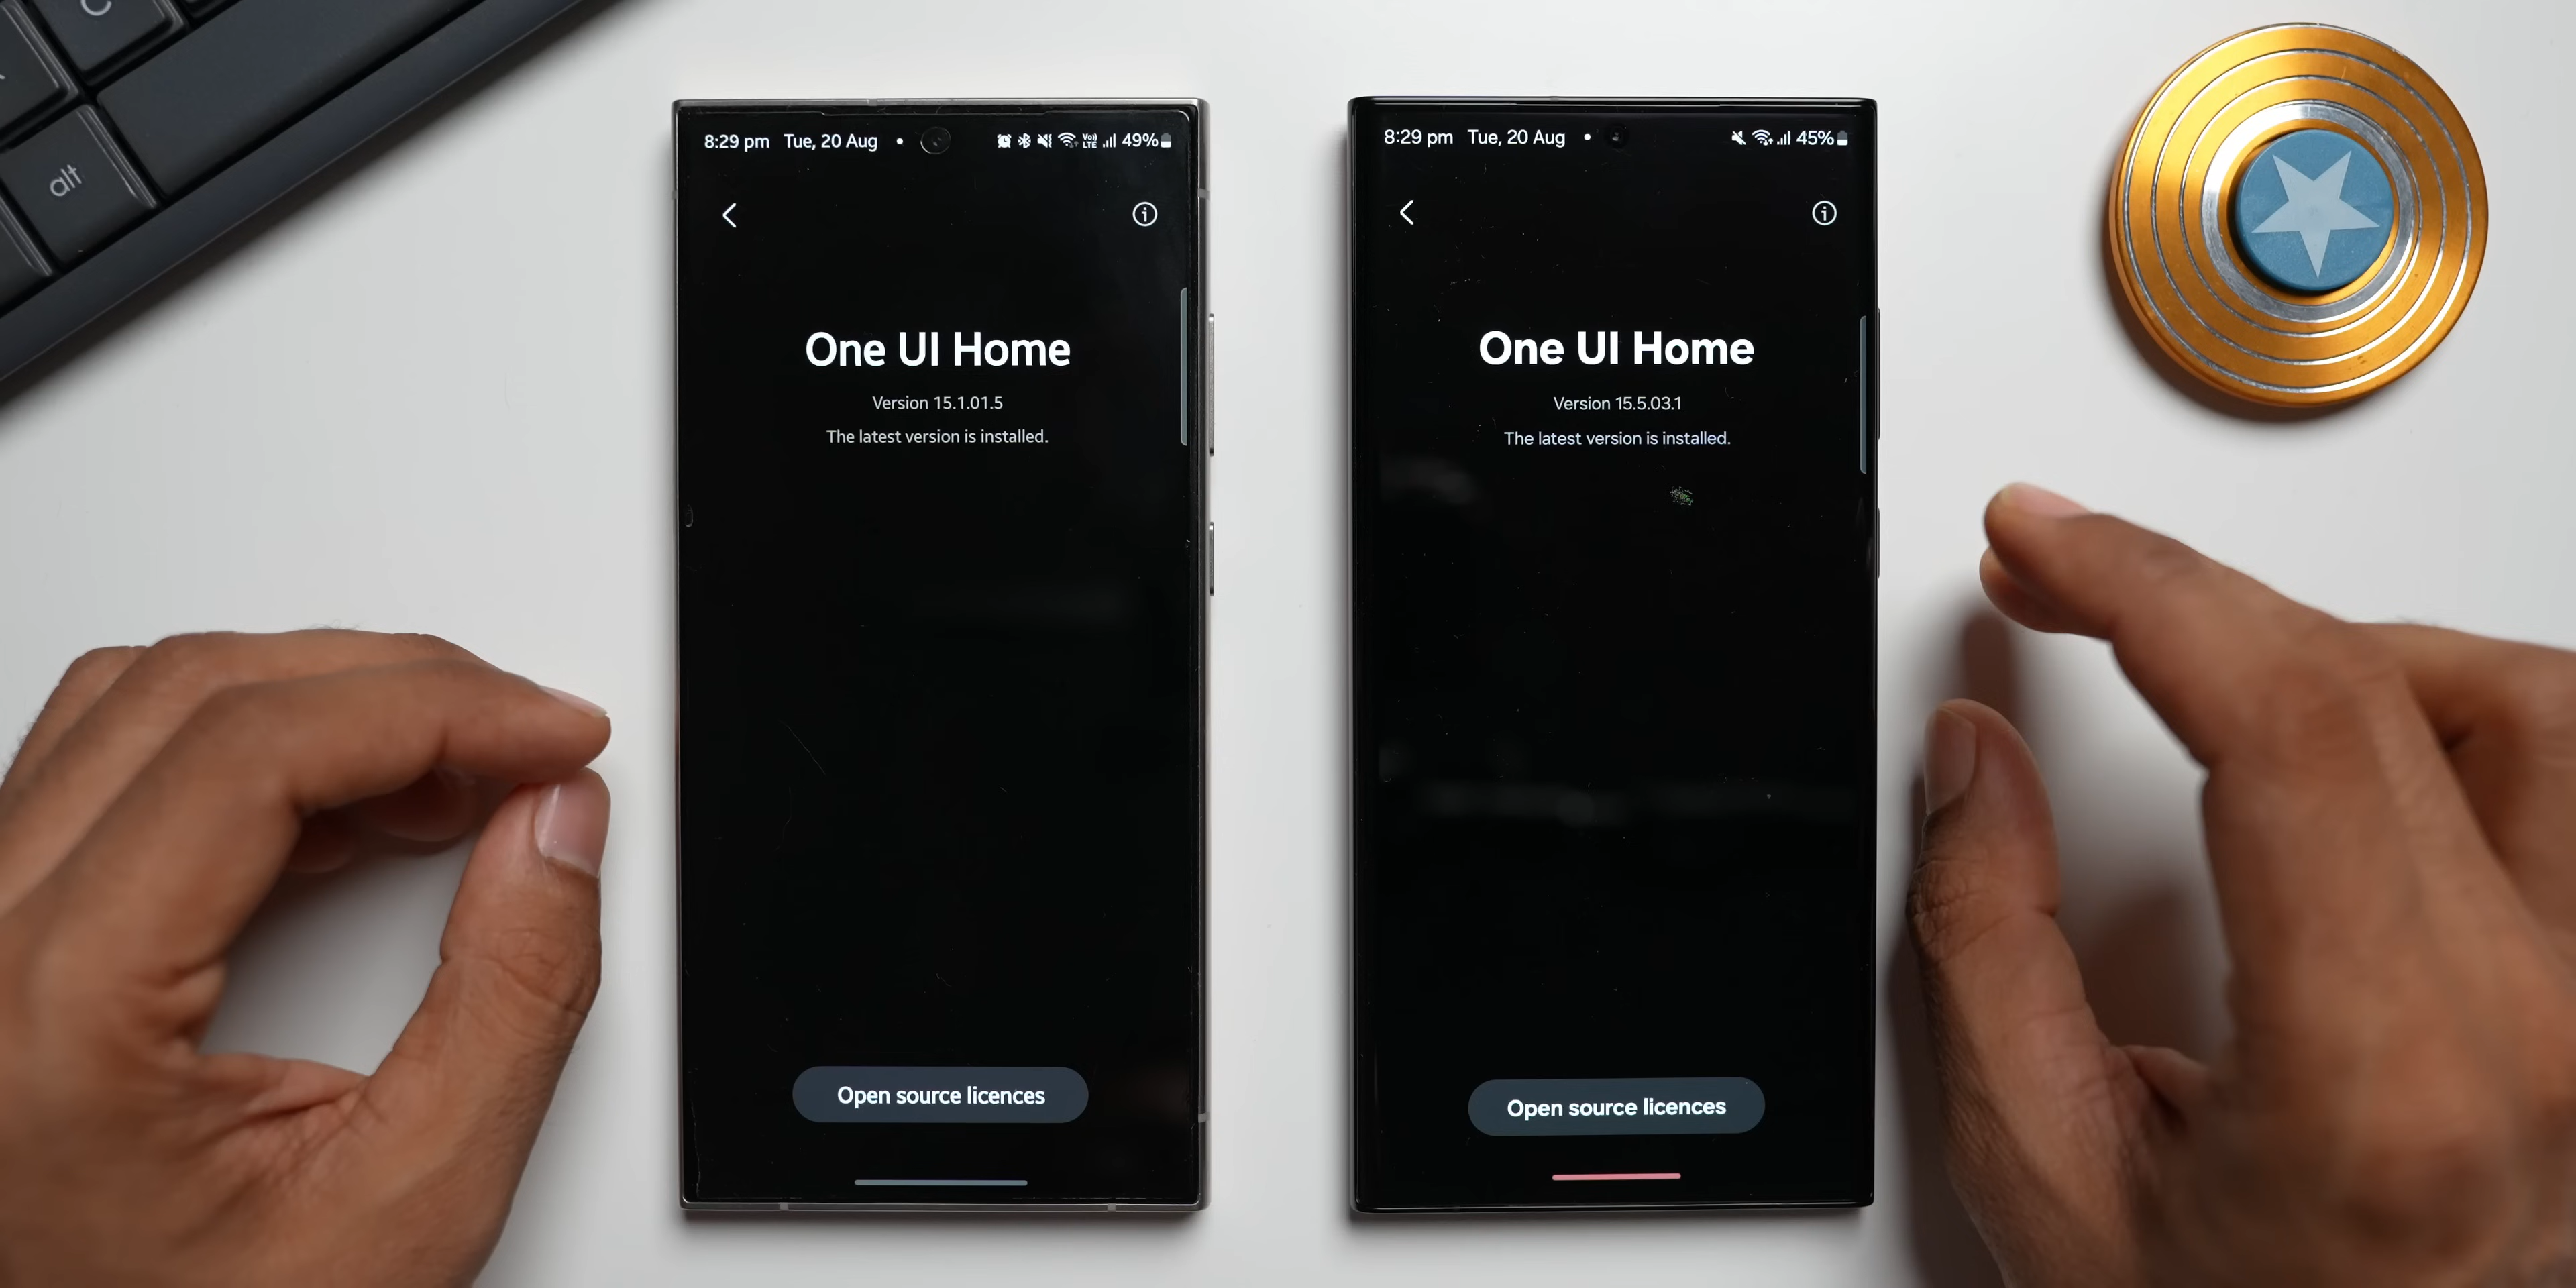 alt
8:29 pm Tue, 20 Aug
VoLTE 49%
One UI Home
Version 15.1.01.5
The latest version is installed.
Open source licences
8:29 pm Tue, 20 Aug
45%
One UI Home
Version 15.5.03.1
The latest version is installed.
Open source licences